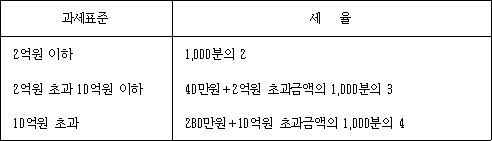 과세표준 세 율
2억원 이하 1,000분의 2
2억원 초과 10억원 이하 40만원+2억원 초과금액의 1,000분의 3
10억원 초과 280만원+10억원 초과금액의 1,000분의 4